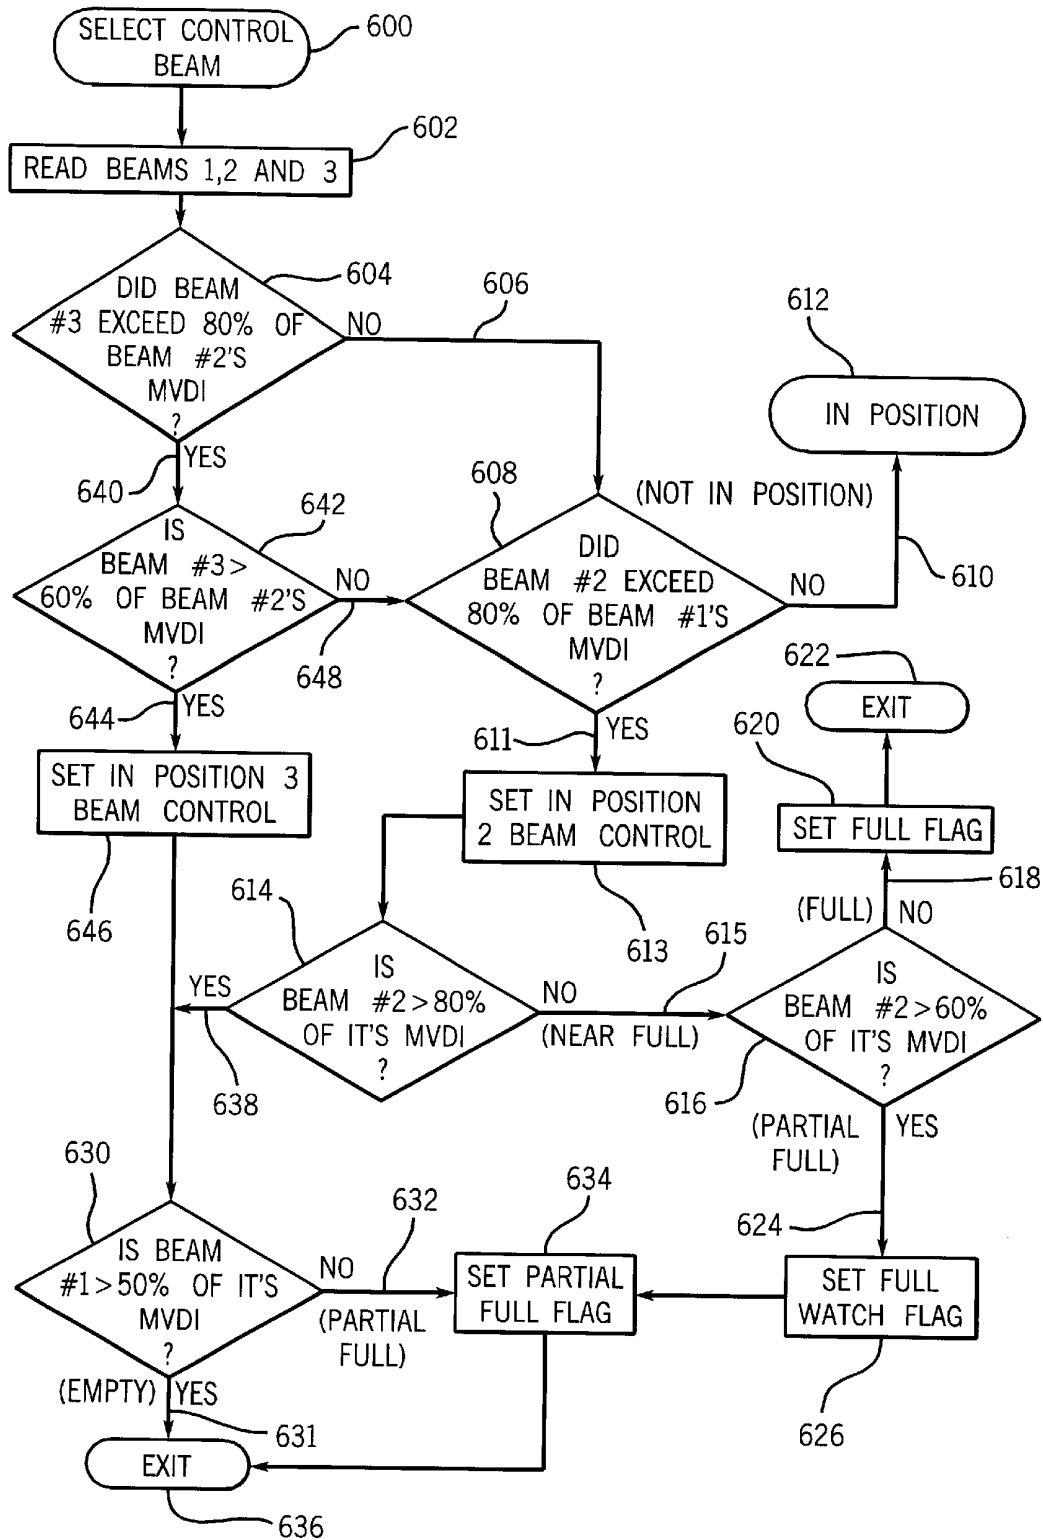 SELECT CONTROL
BEAM
600
READ BEAMS 1,2 AND 3
602
DID BEAM
#3 EXCEED 80% OF
BEAM #2'S
MVDI
?
604
NO
606
YES
640
612
IN POSITION
(NOT IN POSITION)
610
IS
BEAM #3>
60% OF BEAM #2'S
MVDI
?
642
NO
648
YES
644
608
DID
BEAM #2 EXCEED
80% OF BEAM #1'S
MVDI
?
NO
YES
611
622
EXIT
620
SET FULL FLAG
618
(FULL)
NO
SET IN POSITION 3
BEAM CONTROL
646
SET IN POSITION
2 BEAM CONTROL
613
614
IS
BEAM #2>80%
OF IT'S MVDI
?
YES
638
NO
(NEAR FULL)
615
IS
BEAM #2>60%
OF IT'S MVDI
?
616
(PARTIAL
FULL)
YES
624
630
IS BEAM
#1>50% OF IT'S
MVDI
?
NO
632
(PARTIAL
FULL)
634
SET PARTIAL
FULL FLAG
SET FULL
WATCH FLAG
626
(EMPTY)
YES
631
EXIT
636